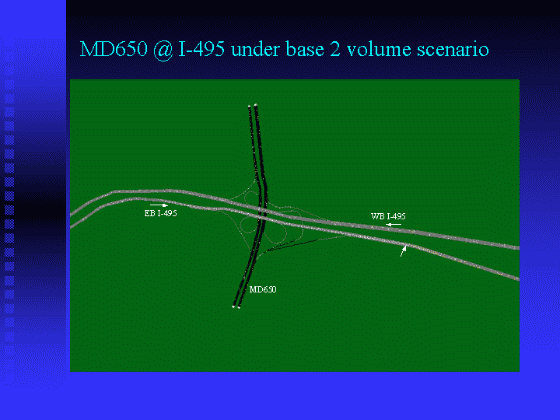 MD650 @ I-495 under base 2 volume scenario
EB I-495
WB I-495
MD650